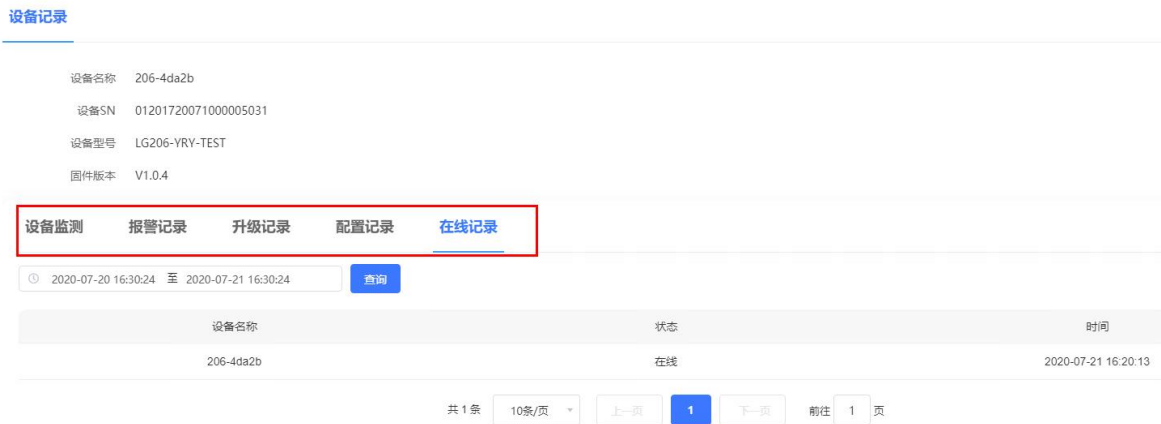 设备记录
设备名称 206-4da2b
设备SN 01201720071000005031
设备型号 LG206-YRY-TEST
固件版本 V1.0.4
设备监测 报警记录 升级记录 配置记录 在线记录
2020-07-20 16:30:24 至 2020-07-21 16:30:24 查询
设备名称 状态 时间
206-4da2b 在线 2020-07-21 16:20:13
共 1 条 10条/页 上一页 1 下一页 前往 1 页